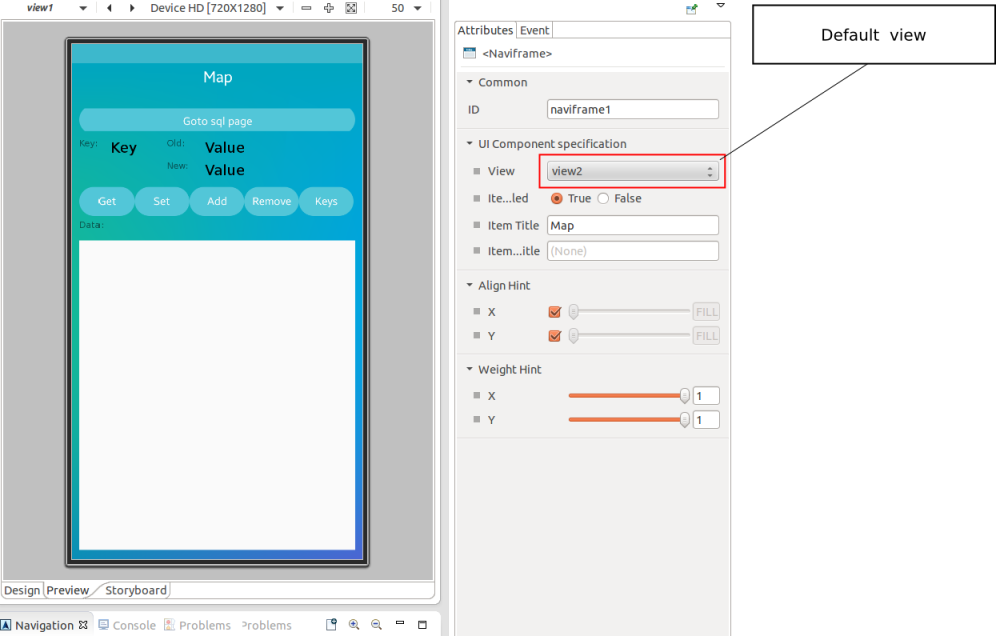 view1
Device HD [720X1280]
50
Map
Goto sql page
Key: Key Old: Value
New: Value
Get Set Add Remove Keys
Data:
Design Preview Storyboard
Navigation Console Problems Problems
Attributes Event
<Naviframe>
Common
ID naviframe1
UI Component specification
View view2
Ite...led True False
Item Title Map
Item...itle (None)
Align Hint
X FILL
Y FILL
Weight Hint
X 1
Y 1
Default view